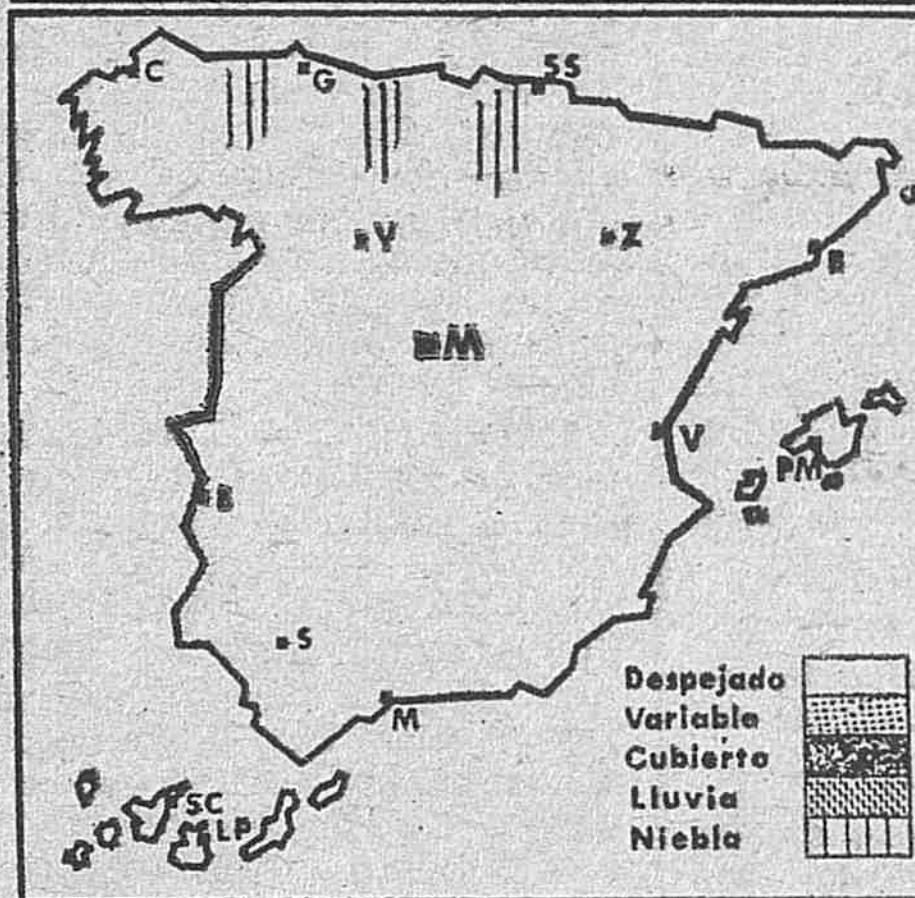 C
G
SS
V
Z
M
V
PM
B
S
M
SC
LP
Despejado
Variable
Cubierto
Lluvia
Niebla